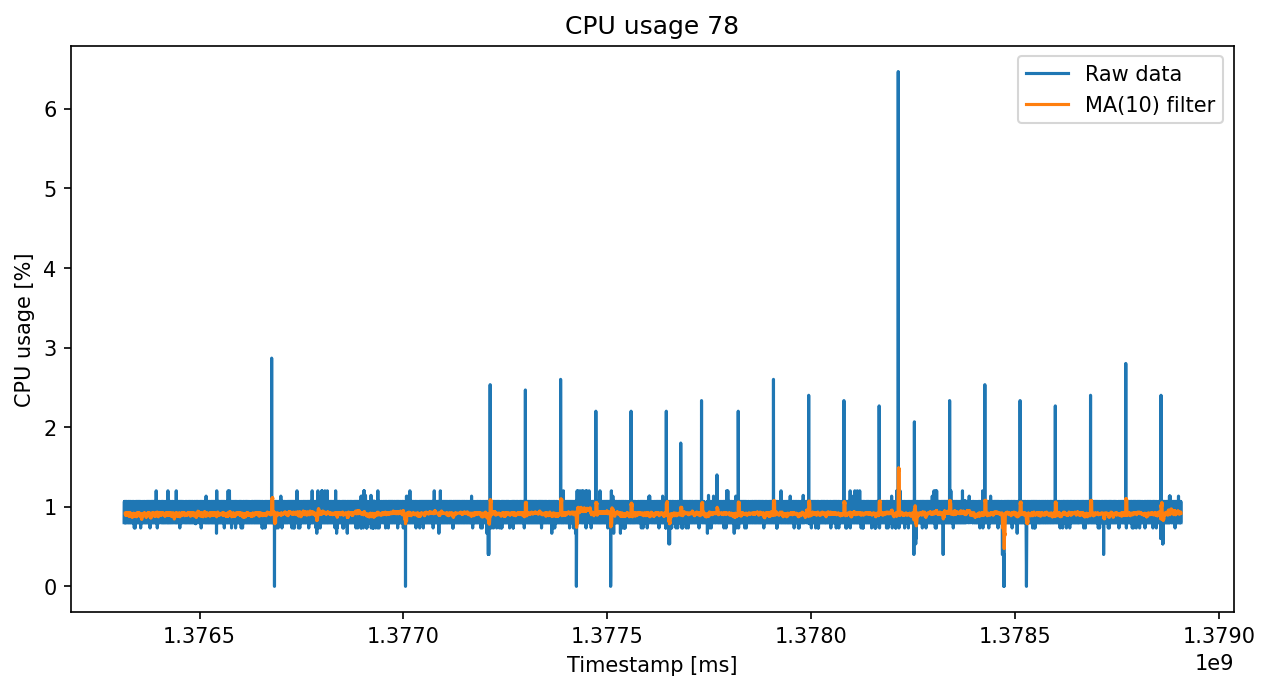 CPU usage 78
Raw data
MA(10) filter
CPU usage [%]
6
5
4
3
2
1
0
1.3765 1.3770 1.3775 1.3780 1.3785 1.3790
1e9
Timestamp [ms]